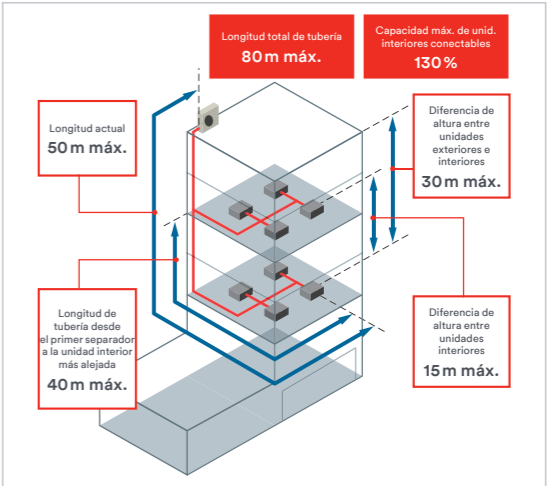 Longitud total de tubería
80 m máx.
Capacidad máx. de unid.
interiores conectables
130 %
Longitud actual
50 m máx.
Diferencia de
altura entre
unidades
exteriores e
interiores
30 m máx.
Longitud de
tubería desde
el primer separador
a la unidad interior
más alejada
40 m máx.
Diferencia de
altura entre
unidades
interiores
15 m máx.